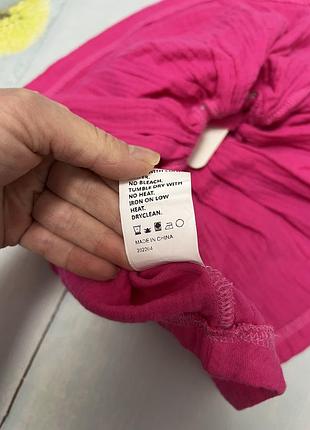 NO BLEACH.
TUMBLE DRY WITH
NO HEAT.
IRON ON LOW
HEAT.
DRYCLEAN.
MADE IN CHINA